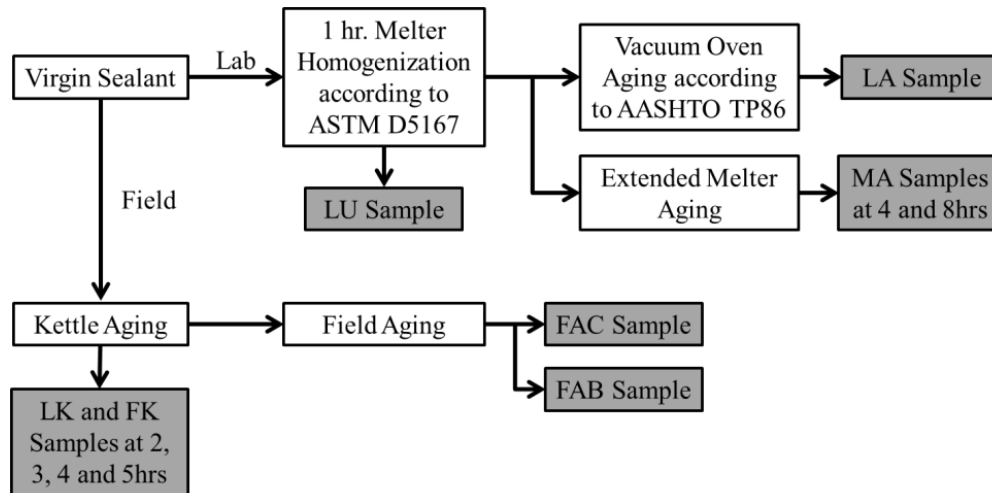 Virgin Sealant
Lab
1 hr. Melter
Homogenization
according to
ASTM D5167
Vacuum Oven
Aging according
to AASHTO TP86
LA Sample
LU Sample
Extended Melter
Aging
MA Samples
at 4 and 8hrs
Field
Kettle Aging
Field Aging
FAC Sample
FAB Sample
LK and FK
Samples at 2,
3, 4 and 5hrs